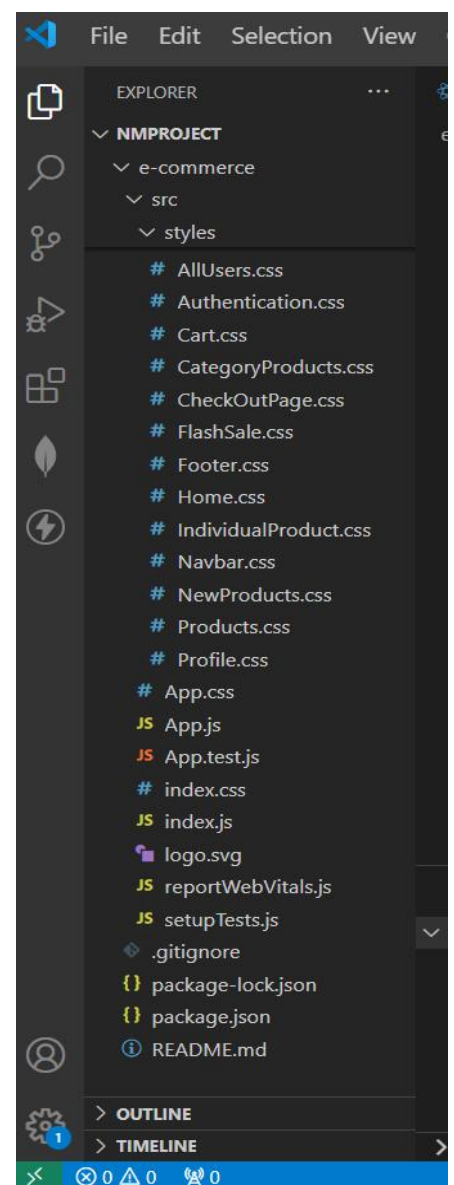 File Edit Selection View
EXPLORER ...
NMPROJECT
e-commerce
src
styles
# AllUsers.css
# Authentication.css
# Cart.css
# CategoryProducts.css
# CheckOutPage.css
# FlashSale.css
# Footer.css
# Home.css
# IndividualProduct.css
# Navbar.css
# NewProducts.css
# Products.css
# Profile.css
# App.css
JS App.js
JS App.test.js
# index.css
JS index.js
logo.svg
JS reportWebVitals.js
JS setupTests.js
.gitignore
{} package-lock.json
{} package.json
README.md
OUTLINE
1
TIMELINE
0 0 0